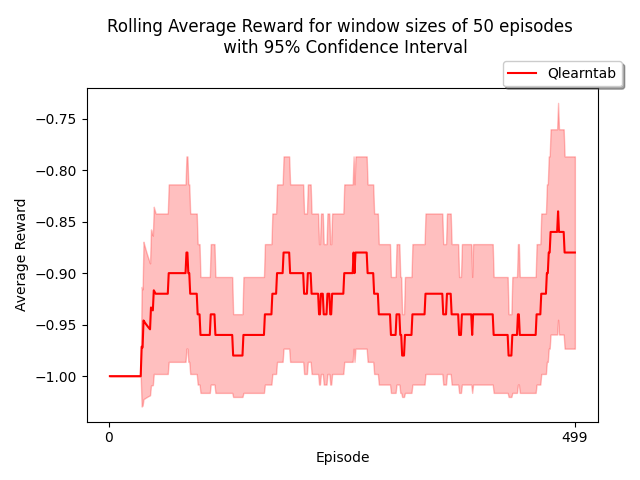 Rolling Average Reward for window sizes of 50 episodes
with 95% Confidence Interval
Qlearntab
Average Reward
−0.75
−0.80
−0.85
−0.90
−0.95
−1.00
0
499
Episode